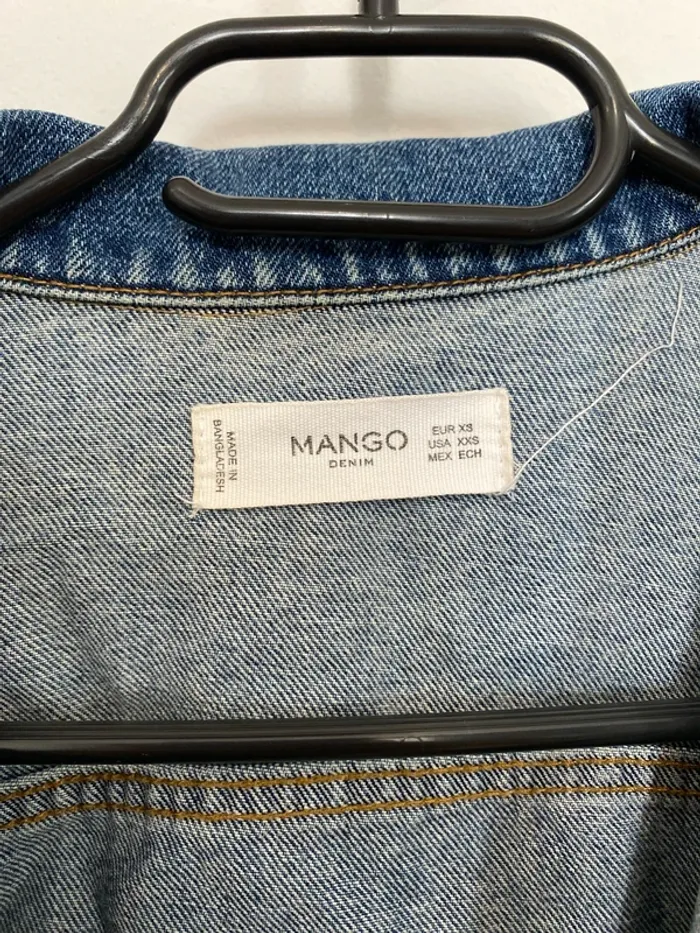 MADE IN
BANGLADESH
MANGO
DENIM
EUR XS
USA XXS
MEX ECH